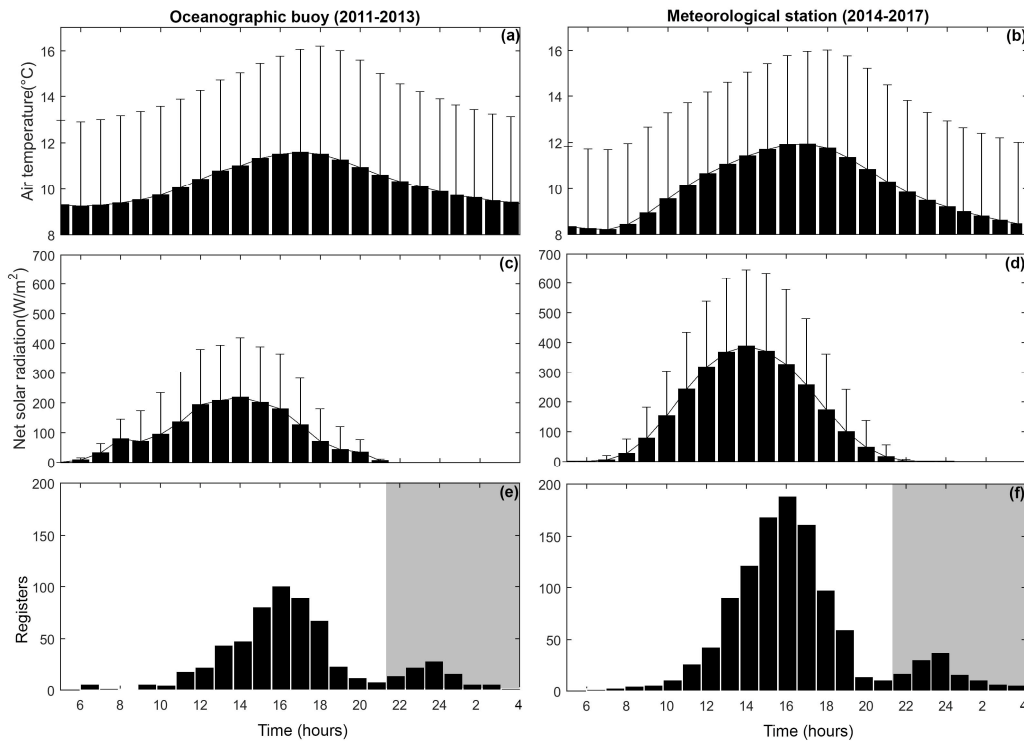 Oceanographic buoy (2011-2013)
Meteorological station (2014-2017)
(a)
(b)
Air temperature(°C)
16
14
12
10
8
16
14
12
10
8
(c)
(d)
Net solar radiation(W/m²)
700
600
500
400
300
200
100
0
700
600
500
400
300
200
100
0
(e)
(f)
Registers
200
150
100
50
0
200
150
100
50
0
6 8 10 12 14 16 18 20 22 24 2 4
6 8 10 12 14 16 18 20 22 24 2 4
Time (hours)
Time (hours)